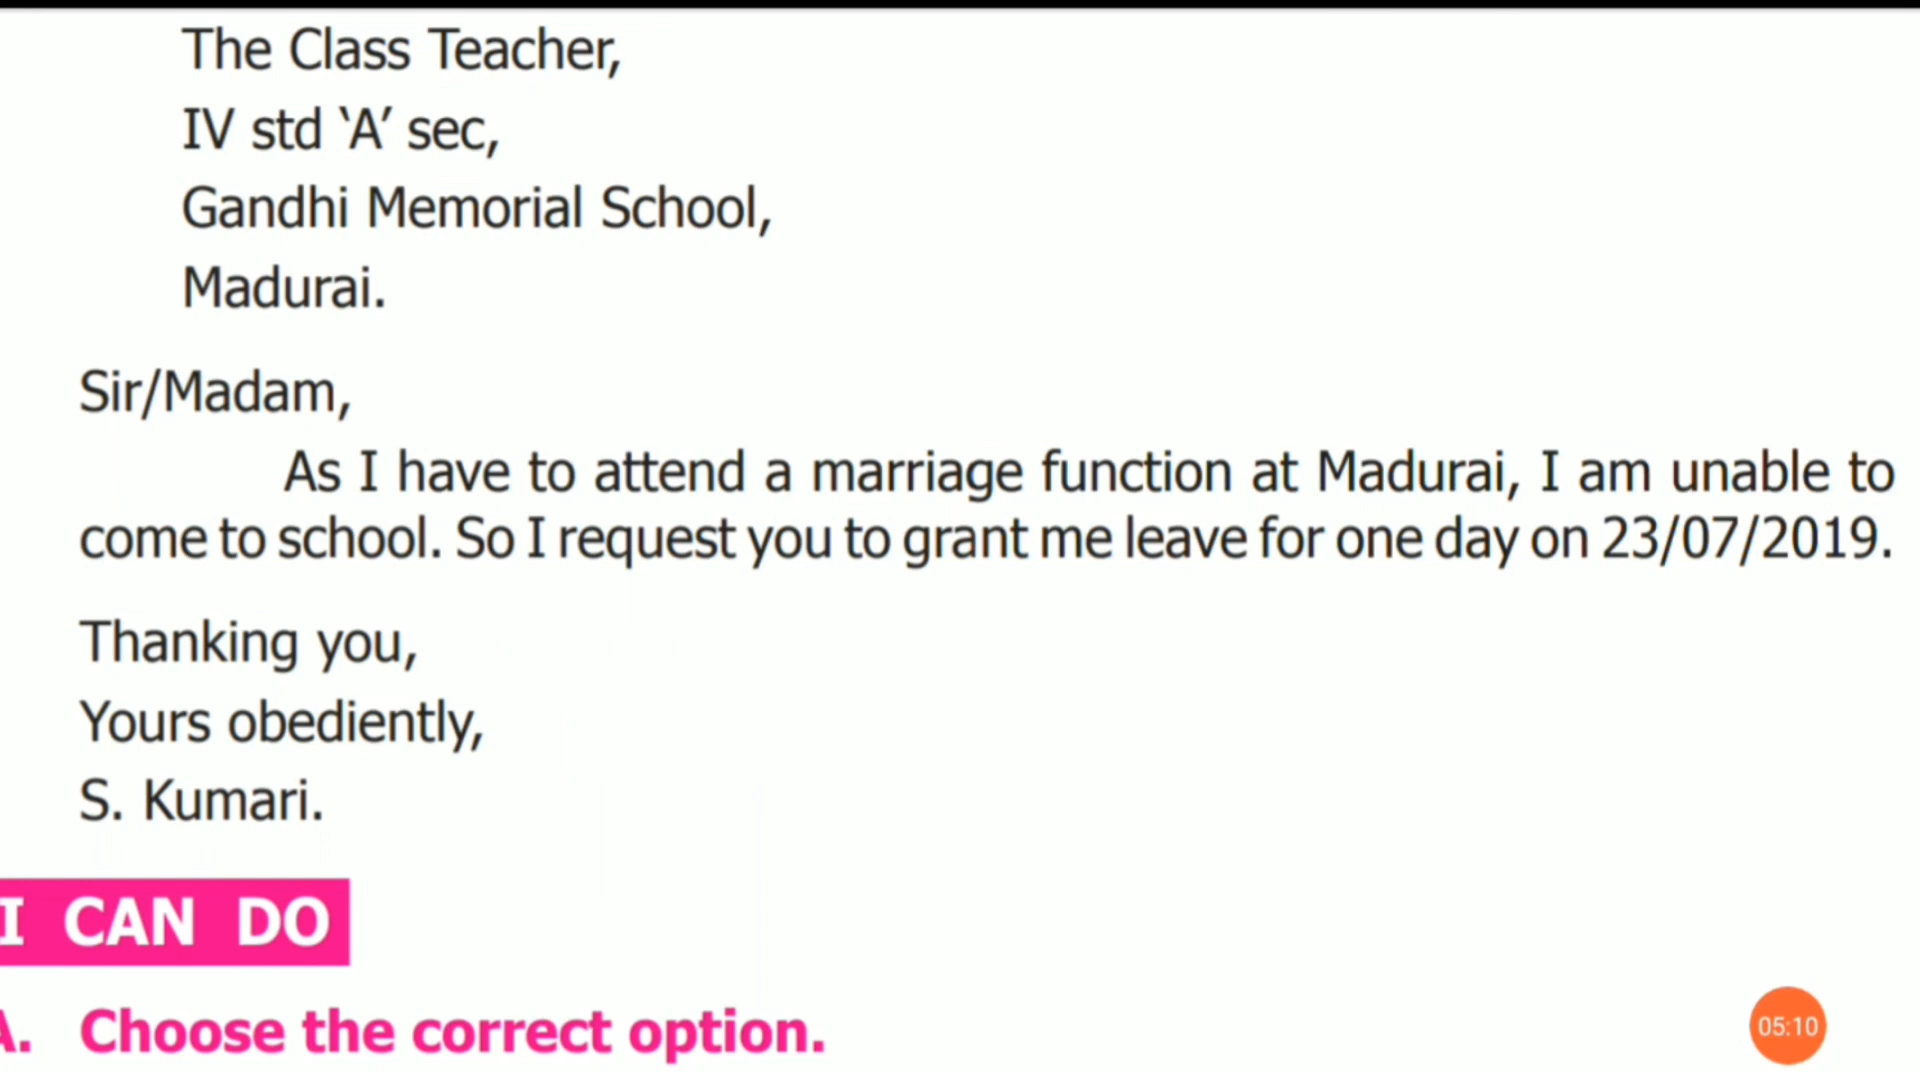 The Class Teacher,
IV std ‘A’ sec,
Gandhi Memorial School,
Madurai.
Sir/Madam,
As I have to attend a marriage function at Madurai, I am unable to
come to school. So I request you to grant me leave for one day on 23/07/2019.
Thanking you,
Yours obediently,
S. Kumari.
I CAN DO
A. Choose the correct option.
05:10